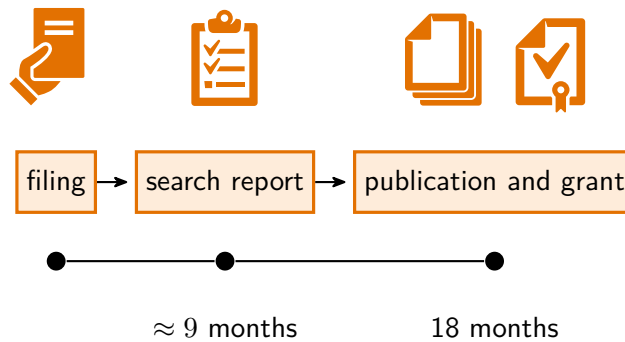 filing
search report
publication and grant
≈ 9 months
18 months